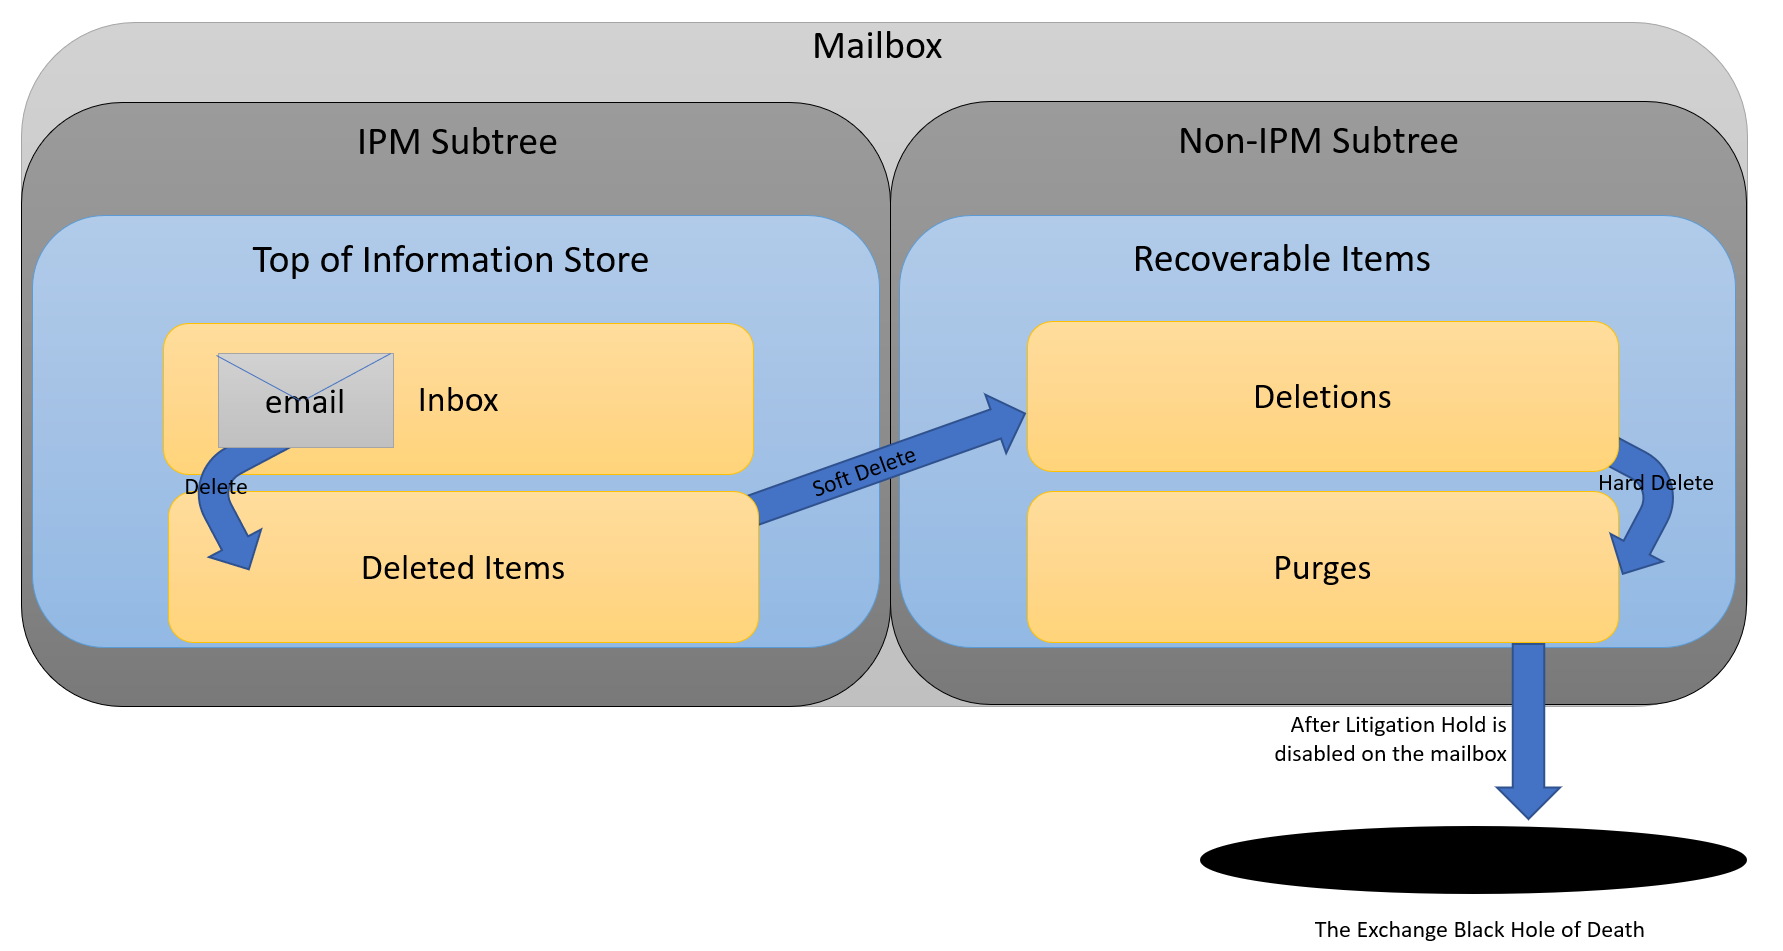 Mailbox
IPM Subtree
Non-IPM Subtree
Top of Information Store
Recoverable Items
email
Inbox
Deletions
Delete
Soft Delete
Hard Delete
Deleted Items
Purges
After Litigation Hold is
disabled on the mailbox
The Exchange Black Hole of Death